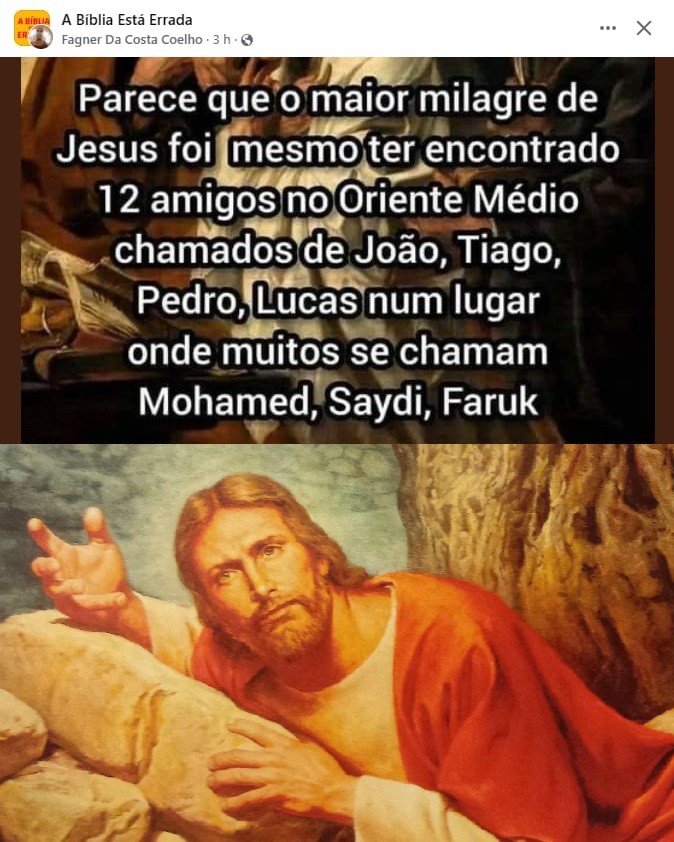 A BÍBLIA
ER
A Bíblia Está Errada
Fagner Da Costa Coelho · 3 h ·
Parece que o maior milagre de
Jesus foi mesmo ter encontrado
12 amigos no Oriente Médio
chamados de João, Tiago,
Pedro, Lucas num lugar
onde muitos se chamam
Mohamed, Saydi, Faruk